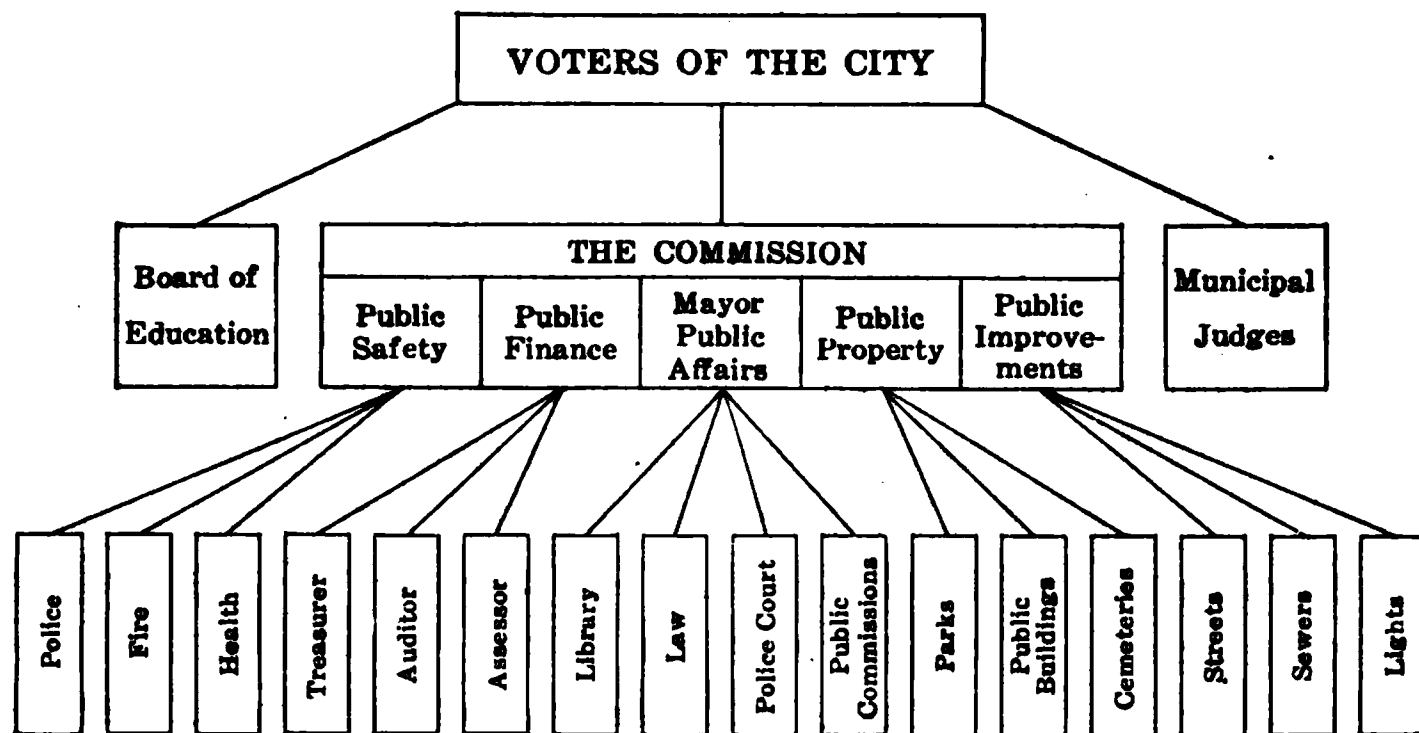 VOTERS OF THE CITY
Board of
Education
THE COMMISSION
Public
Safety
Public
Finance
Mayor
Public
Affairs
Public
Property
Public
Improve-
ments
Municipal
Judges
Police
Fire
Health
Treasurer
Auditor
Assessor
Library
Law
Police Court
Public
Commissions
Parks
Public
Buildings
Cemeteries
Streets
Sewers
Lights